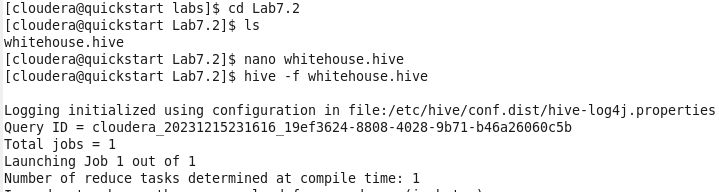 [cloudera@quickstart labs]$ cd Lab7.2
[cloudera@quickstart Lab7.2]$ ls
whitehouse.hive
[cloudera@quickstart Lab7.2]$ nano whitehouse.hive
[cloudera@quickstart Lab7.2]$ hive -f whitehouse.hive
Logging initialized using configuration in file:/etc/hive/conf.dist/hive-log4j.properties
Query ID = cloudera_20231215231616_19ef3624-8808-4028-9b71-b46a26060c5b
Total jobs = 1
Launching Job 1 out of 1
Number of reduce tasks determined at compile time: 1